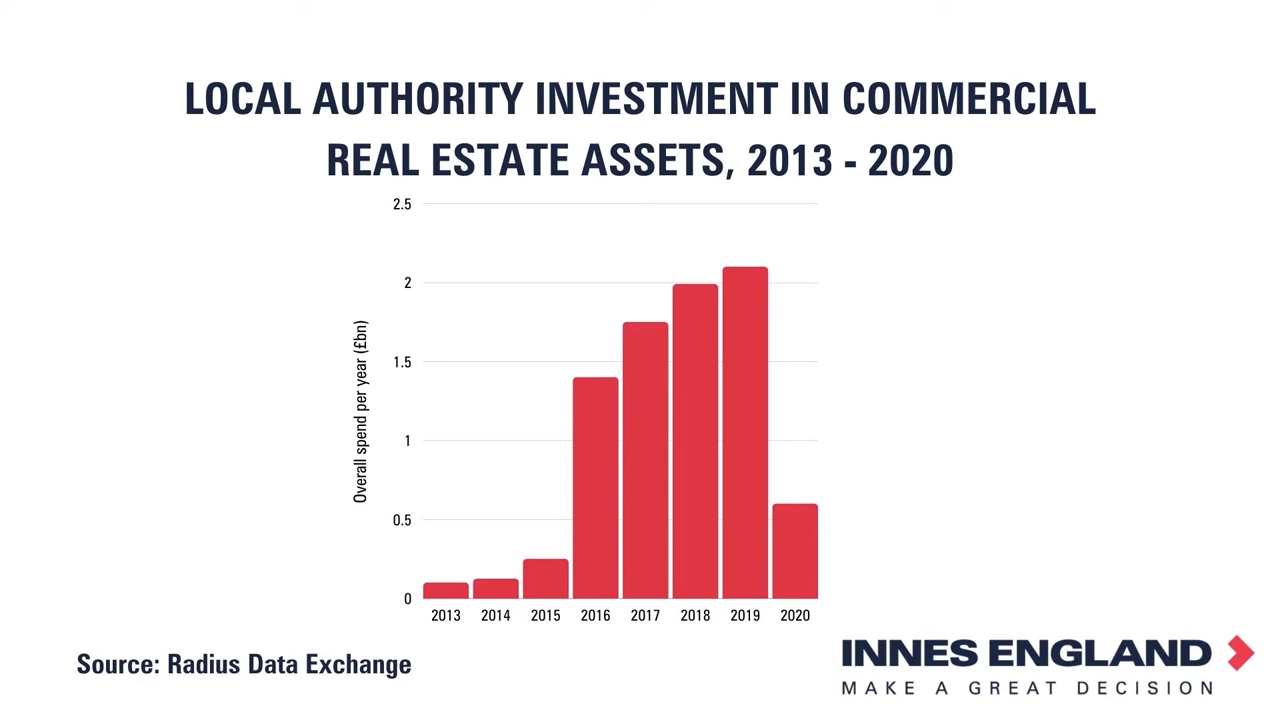 LOCAL AUTHORITY INVESTMENT IN COMMERCIAL
REAL ESTATE ASSETS, 2013 - 2020
2.5
2
1.5
1
0.5
0
Overall spend per year (£bn)
2013 2014 2015 2016 2017 2018 2019 2020
Source: Radius Data Exchange
INNES ENGLAND
MAKE A GREAT DECISION